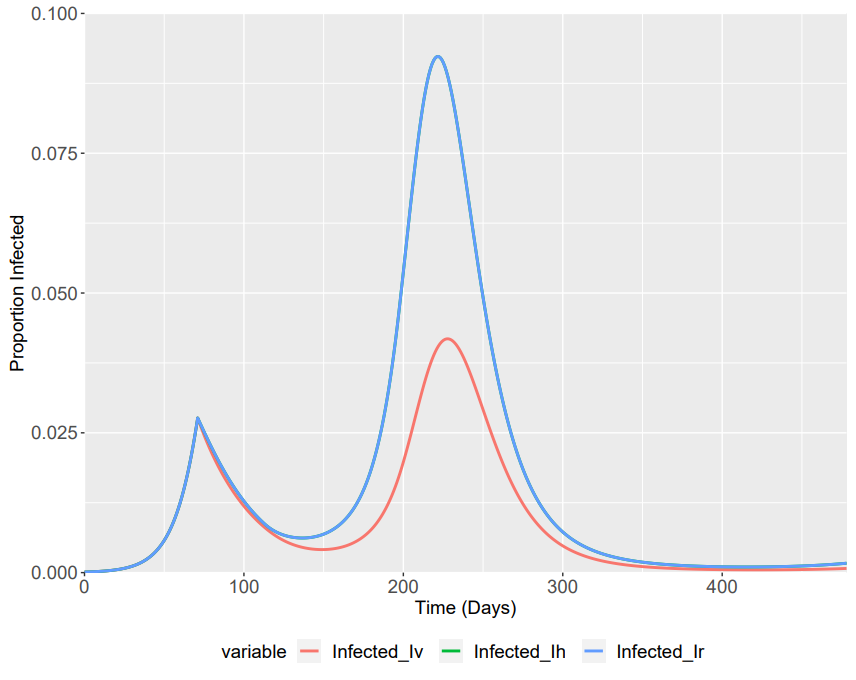 0.100
0.075
0.050
0.025
0.000
Proportion Infected
0 100 200 300 400
Time (Days)
variable Infected_Iv Infected_Ih Infected_Ir